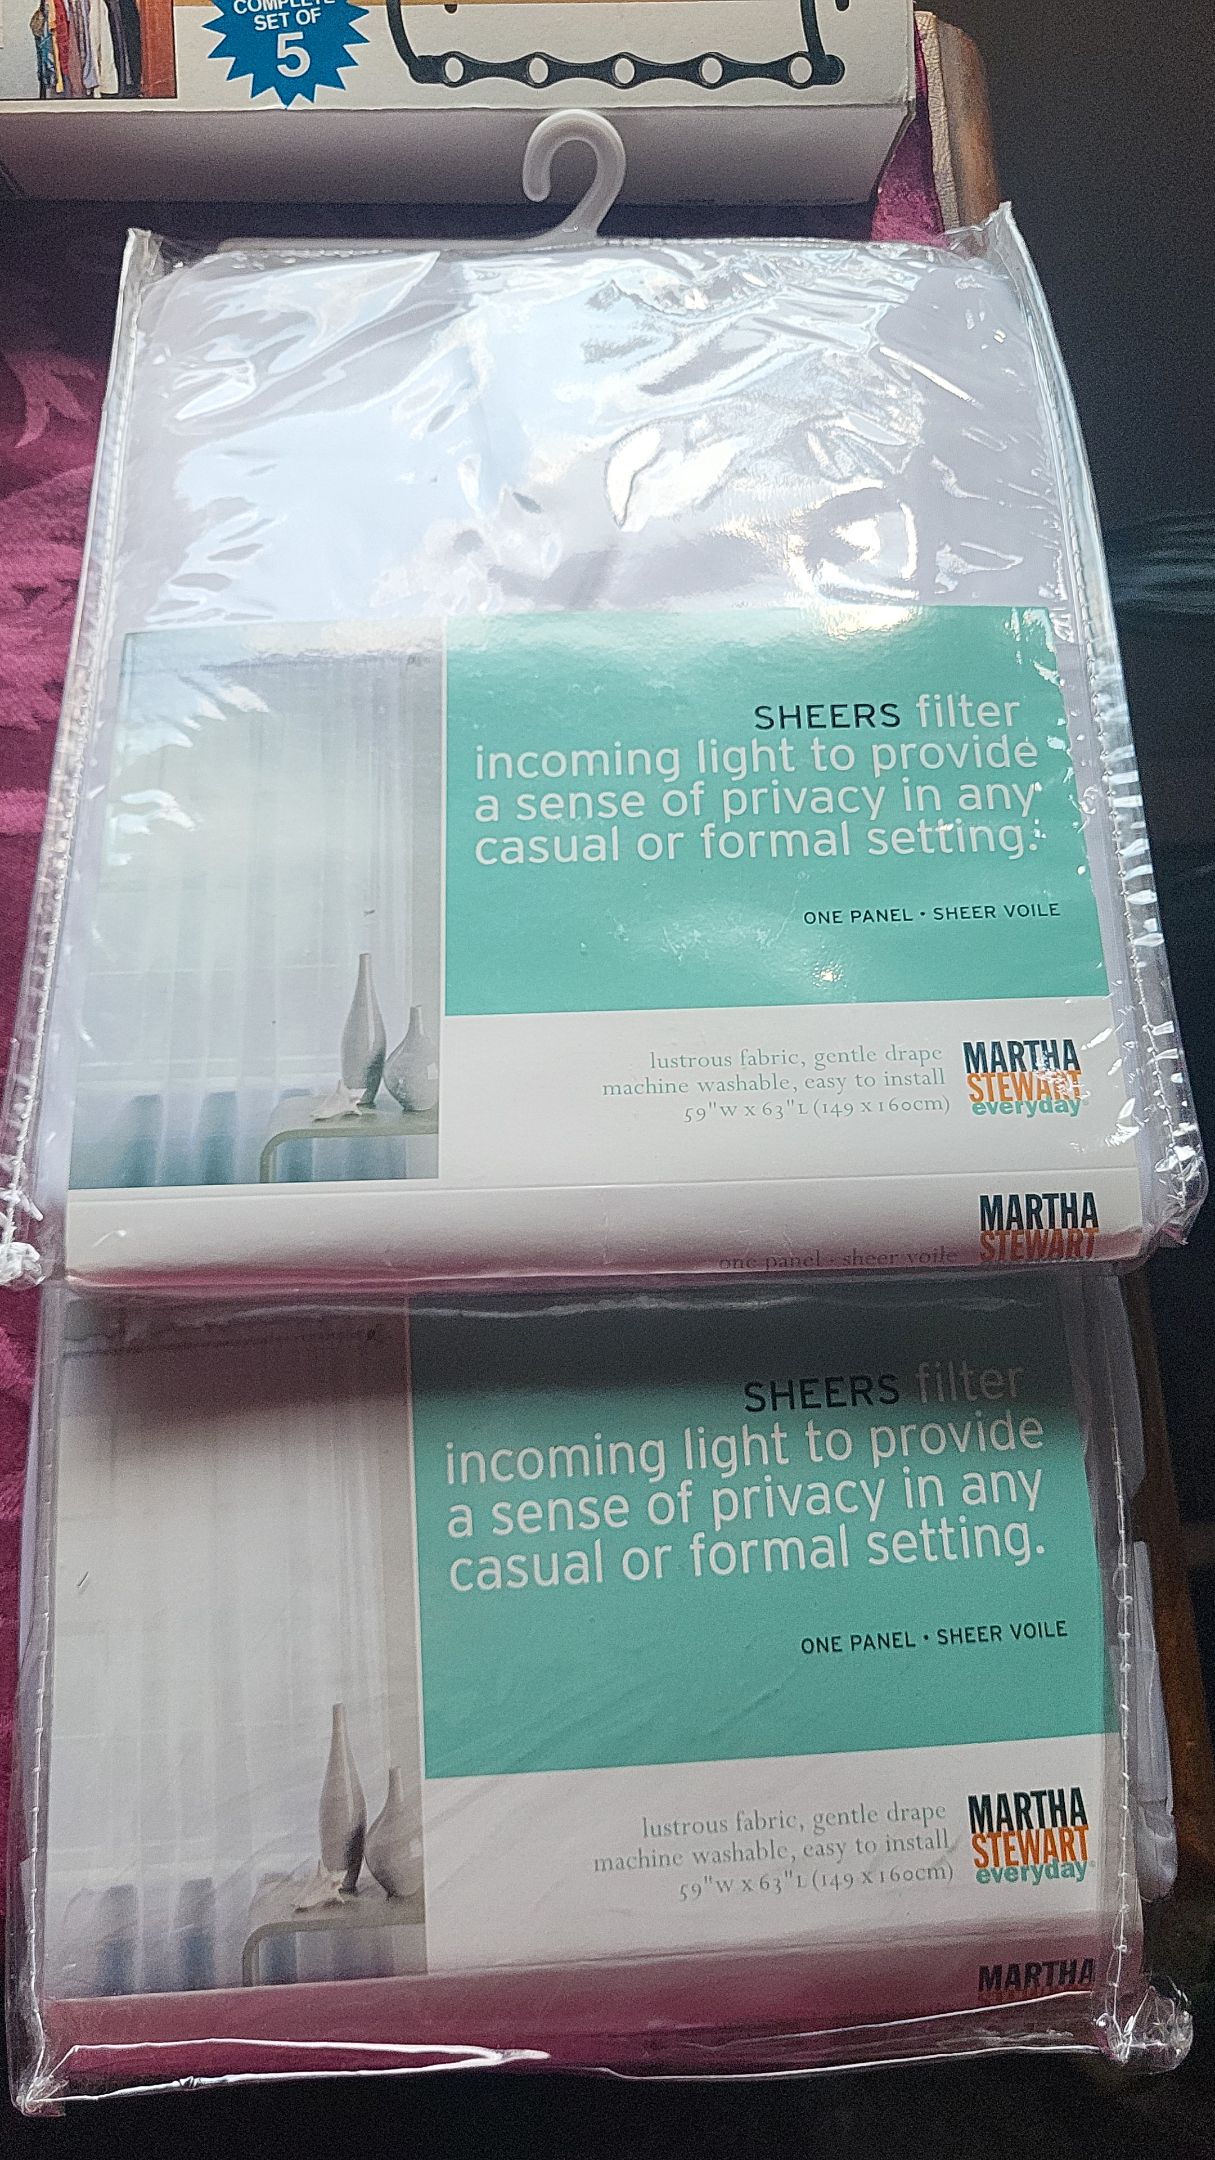 COMPLETE
SET OF
5
SHEERS filter
incoming light to provide
a sense of privacy in any
casual or formal setting.
ONE PANEL • SHEER VOILE
lustrous fabric, gentle drape
machine washable, easy to install
59"W x 63"L (149 x 160cm)
MARTHA
STEWART
everyday
MARTHA
STEWART
one panel • sheer voile
SHEERS filter
incoming light to provide
a sense of privacy in any
casual or formal setting.
ONE PANEL • SHEER VOILE
lustrous fabric, gentle drape
machine washable, easy to install
59"W x 63"L (149 x 160cm)
MARTHA
STEWART
everyday
MARTHA